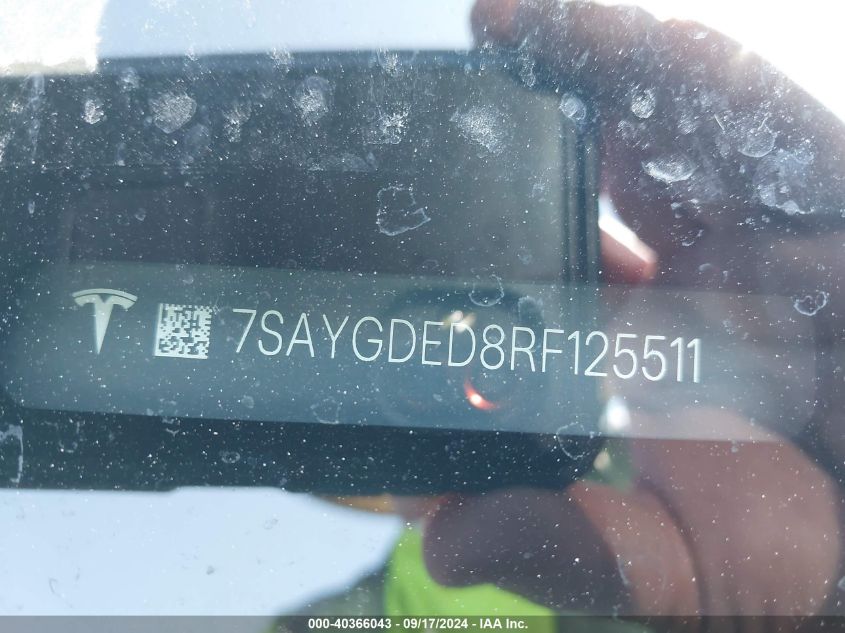 7SAYGDED8RF125511
000-40366043 - 09/17/2024 - IAA Inc.